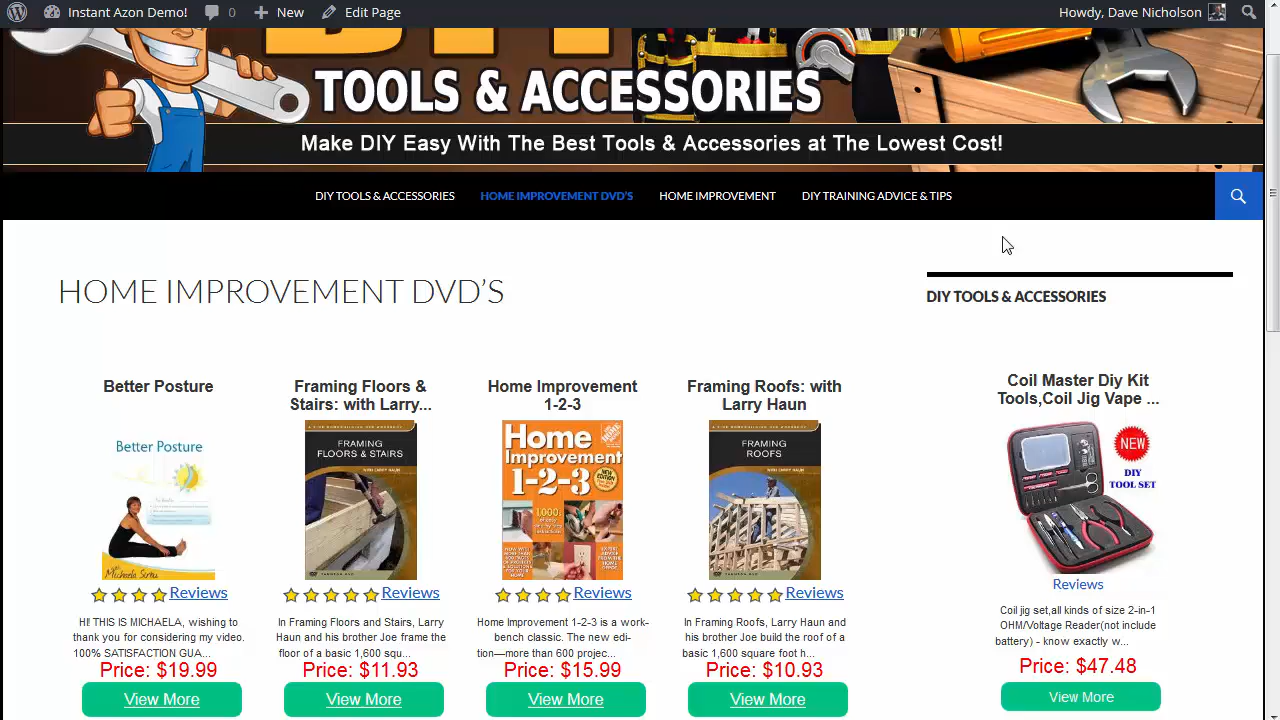 Instant Azon Demo! 0 New Edit Page Howdy, Dave Nicholson
TOOLS & ACCESSORIES
Make DIY Easy With The Best Tools & Accessories at The Lowest Cost!
DIY TOOLS & ACCESSORIES HOME IMPROVEMENT DVD'S HOME IMPROVEMENT DIY TRAINING ADVICE & TIPS
HOME IMPROVEMENT DVD'S
Better Posture
Better Posture
Reviews
HI! THIS IS MICHAELA, wishing to
thank you for considering my video.
100% SATISFACTION GUA...
Price: $19.99
View More
Framing Floors &
Stairs: with Larry...
FRAMING
FLOORS & STAIRS
Reviews
In Framing Floors and Stairs, Larry
Haun and his brother Joe frame the
floor of a basic 1,600 squ...
Price: $11.93
View More
Home Improvement
1-2-3
Home
Improvement
1-2-3
Reviews
Home Improvement 1-2-3 is a work-
bench classic. The new edi-
tion—more than 600 projec...
Price: $15.99
View More
Framing Roofs: with
Larry Haun
FRAMING
ROOFS
Reviews
In Framing Roofs, Larry Haun and
his brother Joe build the roof of a
basic 1,600 square foot h...
Price: $10.93
View More
DIY TOOLS & ACCESSORIES
Coil Master Diy Kit
Tools,Coil Jig Vape ...
NEW
DIY
TOOL SET
Reviews
Coil jig set,all kinds of size 2-in-1
OHM/Voltage Reader(not include
battery) - know exactly w...
Price: $47.48
View More